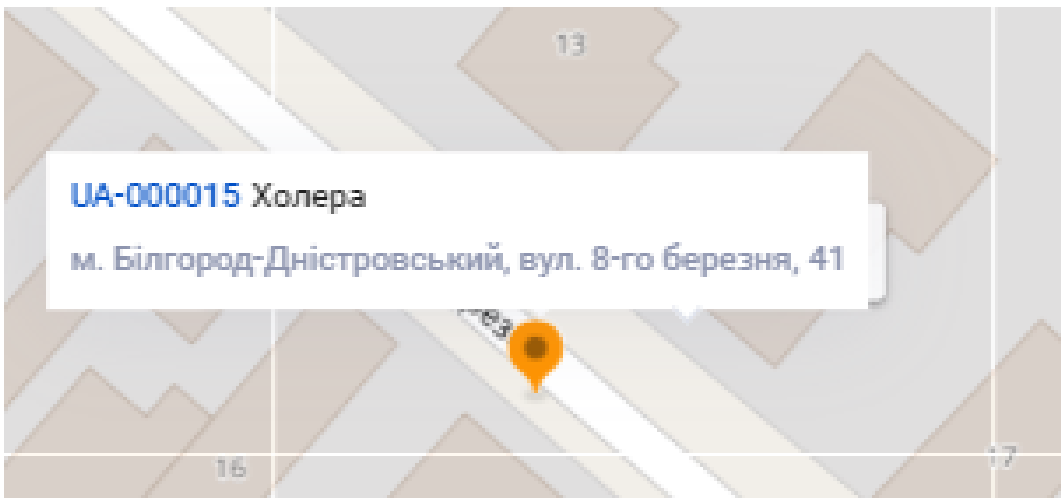 13
UA-000015 Холера
м. Білгород-Дністровський, вул. 8-го березня, 41
16
17